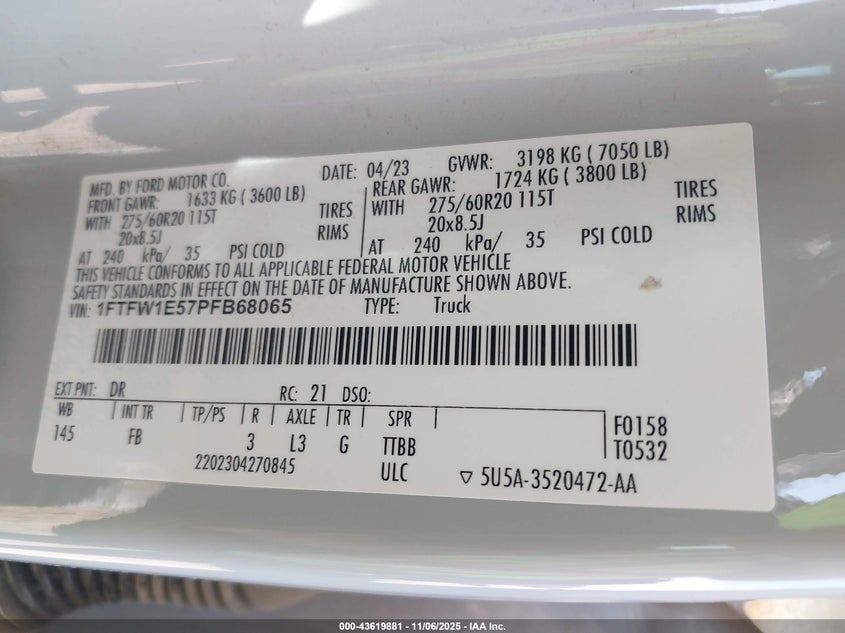 MFD. BY FORD MOTOR CO. DATE: 04/23 GVWR: 3198 KG ( 7050 LB)
FRONT GAWR: 1633 KG ( 3600 LB) REAR GAWR: 1724 KG ( 3800 LB)
WITH 275/60R20 115T TIRES WITH 275/60R20 115T TIRES
20x8.5J RIMS 20x8.5J RIMS
AT 240 kPa/ 35 PSI COLD AT 240 kPa/ 35 PSI COLD
THIS VEHICLE CONFORMS TO ALL APPLICABLE FEDERAL MOTOR VEHICLE
SAFETY STANDARDS IN EFFECT ON THE DATE OF MANUFACTURE SHOWN ABOVE.
VIN: 1FTFW1E57PFB68065 TYPE: Truck
EXT PNT: DR RC: 21 DSO:
WB INT TR TP/PS R AXLE TR SPR F0158
145 FB 3 L3 G TTBB T0532
2202304270845 ULC ▽ 5U5A-3520472-AA
000-43619881 - 11/06/2025 - IAA Inc.